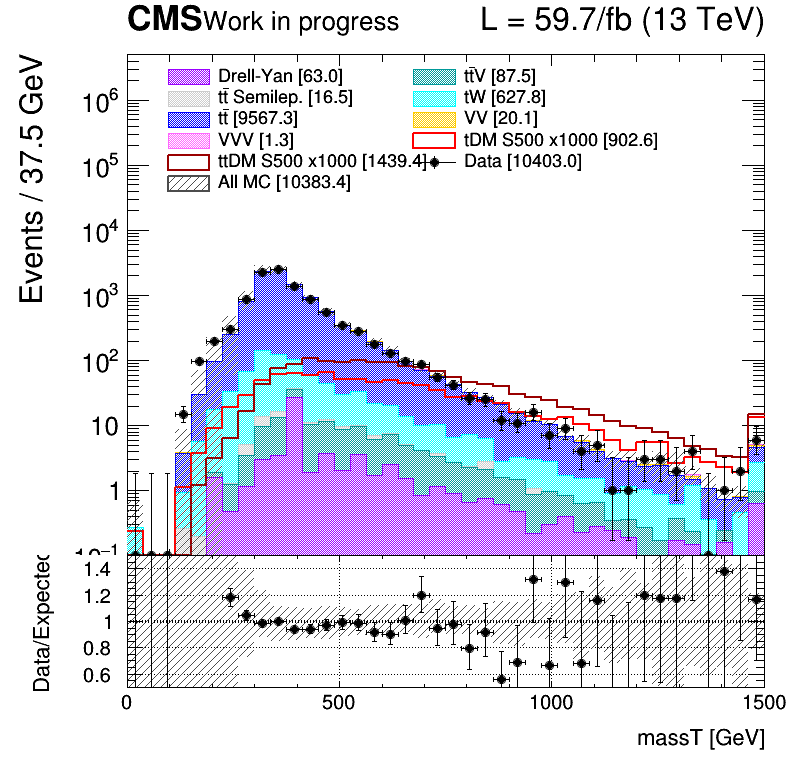 CMS Work in progress L = 59.7/fb (13 TeV)
Events / 37.5 GeV
Drell-Yan [63.0] tt̄V [87.5]
tt̄ Semilep. [16.5] tW [627.8]
tt̄ [9567.3] VV [20.1]
VVV [1.3] tDM S500 x1000 [902.6]
ttDM S500 x1000 [1439.4] Data [10403.0]
All MC [10383.4]
10⁶
10⁵
10⁴
10³
10²
10
1
10⁻¹
Data/Expected
1.4
1.2
1
0.8
0.6
0 500 1000 1500
massT [GeV]